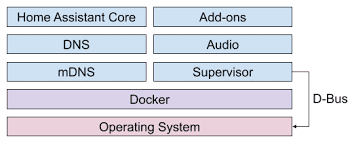 Home Assistant Core
Add-ons
DNS
Audio
mDNS
Supervisor
Docker
D-Bus
Operating System